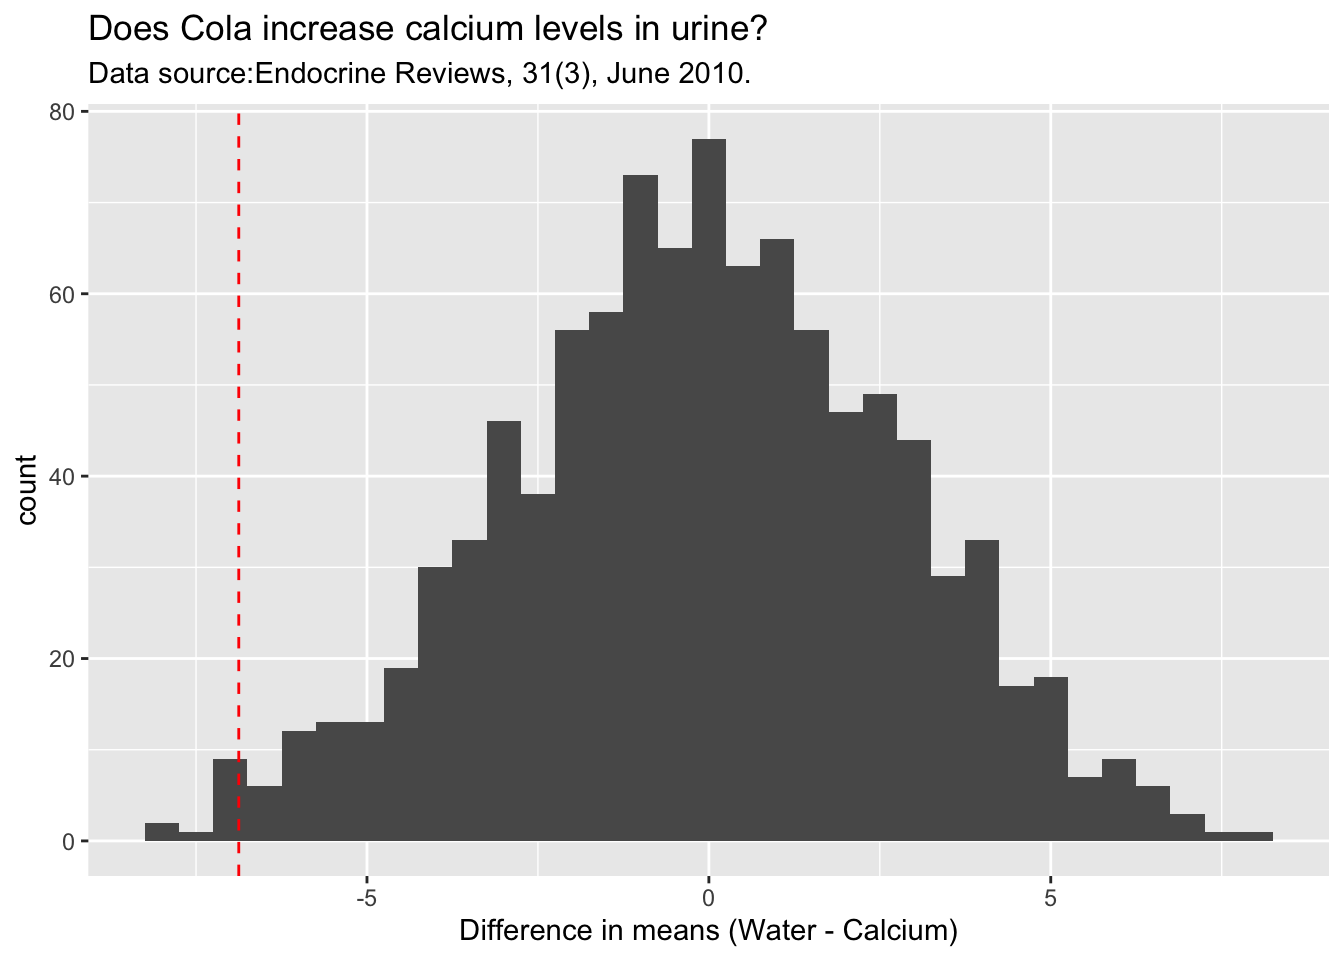 Does Cola increase calcium levels in urine?
Data source:Endocrine Reviews, 31(3), June 2010.
80
60
40
20
0
count
-5
0
5
Difference in means (Water - Calcium)